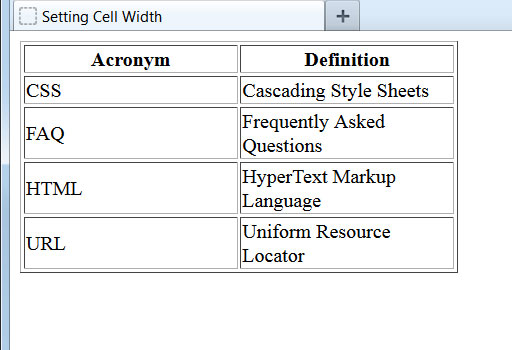 Setting Cell Width
Acronym Definition
CSS Cascading Style Sheets
FAQ Frequently Asked
Questions
HTML HyperText Markup
Language
URL Uniform Resource
Locator